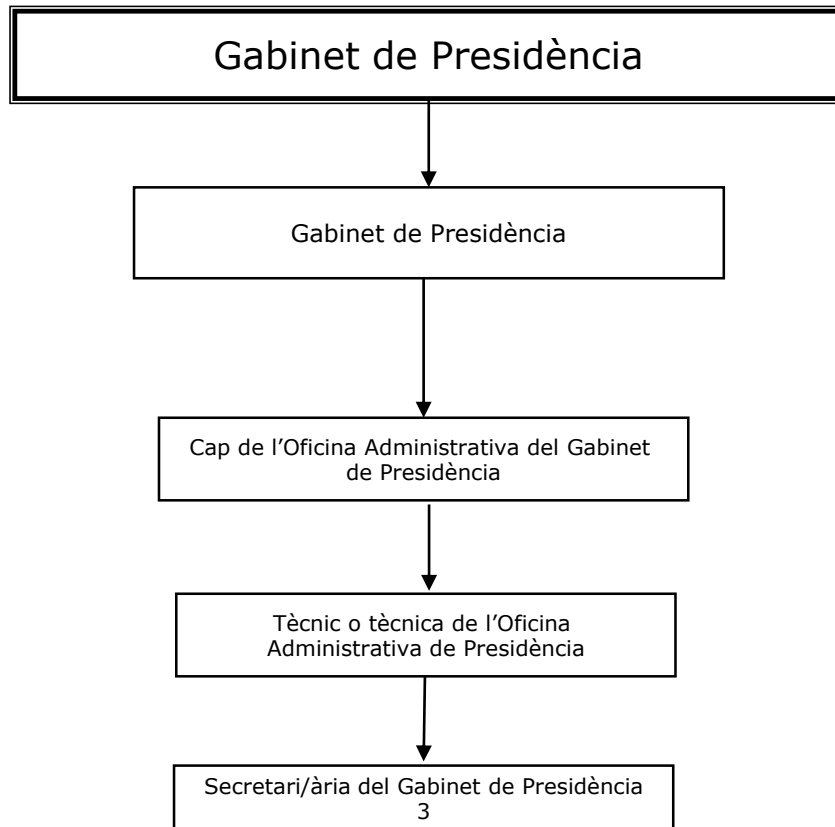 Gabinet de Presidència
Gabinet de Presidència
Cap de l’Oficina Administrativa del Gabinet
de Presidència
Tècnic o tècnica de l’Oficina
Administrativa de Presidència
Secretari/ària del Gabinet de Presidència
3